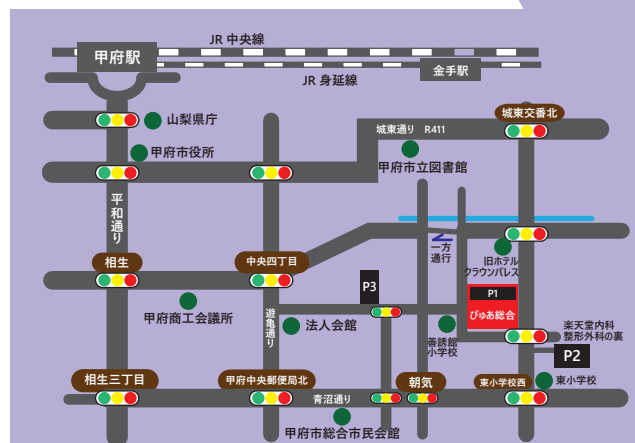 JR 中央線
甲府駅
金手駅
JR 身延線
山梨県庁
城東交番北
城東通り R411
甲府市役所
甲府市立図書館
平和通り
一方
通行
旧ホテル
クラウンパレス
相生
中央四丁目
P3
P1
ぴゅあ総合
甲府商工会議所
遊亀通り
法人会館
善誘館
小学校
楽天堂内科
整形外科の裏
P2
相生三丁目
甲府中央郵便局北
青沼通り
朝気
東小学校西
東小学校
甲府市総合市民会館